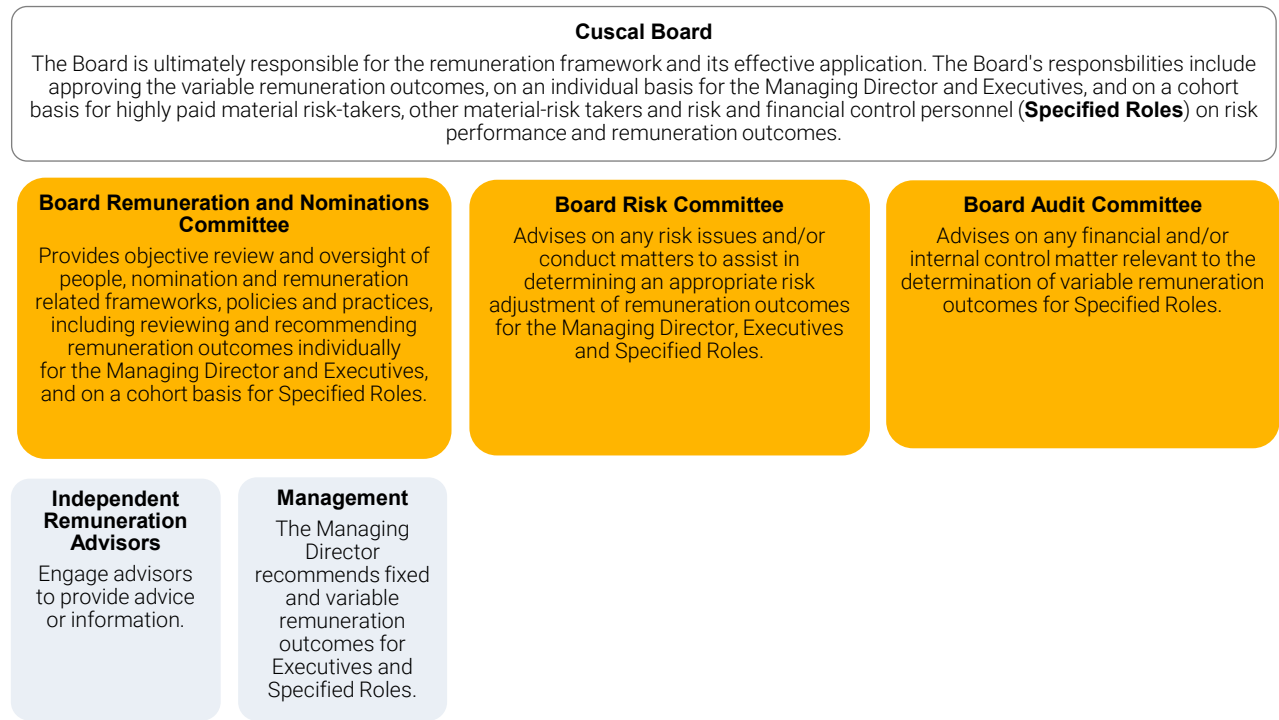 Cuscal Board
The Board is ultimately responsible for the remuneration framework and its effective application. The Board's responsbilities include
approving the variable remuneration outcomes, on an individual basis for the Managing Director and Executives, and on a cohort
basis for highly paid material risk-takers, other material-risk takers and risk and financial control personnel (Specified Roles) on risk
performance and remuneration outcomes.
Board Remuneration and Nominations
Committee
Provides objective review and oversight of
people, nomination and remuneration
related frameworks, policies and practices,
including reviewing and recommending
remuneration outcomes individually
for the Managing Director and Executives,
and on a cohort basis for Specified Roles.
Board Risk Committee
Advises on any risk issues and/or
conduct matters to assist in
determining an appropriate risk
adjustment of remuneration outcomes
for the Managing Director, Executives
and Specified Roles.
Board Audit Committee
Advises on any financial and/or
internal control matter relevant to the
determination of variable remuneration
outcomes for Specified Roles.
Independent
Remuneration
Advisors
Engage advisors
to provide advice
or information.
Management
The Managing
Director
recommends fixed
and variable
remuneration
outcomes for
Executives and
Specified Roles.